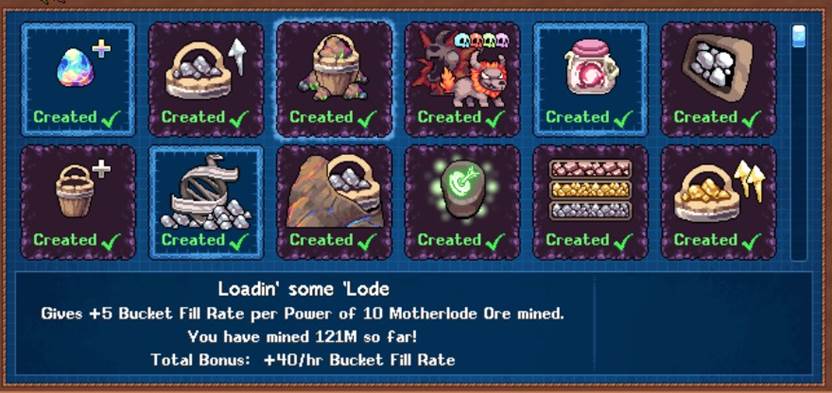 Created
Created
Created
Created
Created
Created
Created
Created
Created
Created
Created
Created
Loadin' some 'Lode
Gives +5 Bucket Fill Rate per Power of 10 Motherlode Ore mined.
You have mined 121M so far!
Total Bonus: +40/hr Bucket Fill Rate